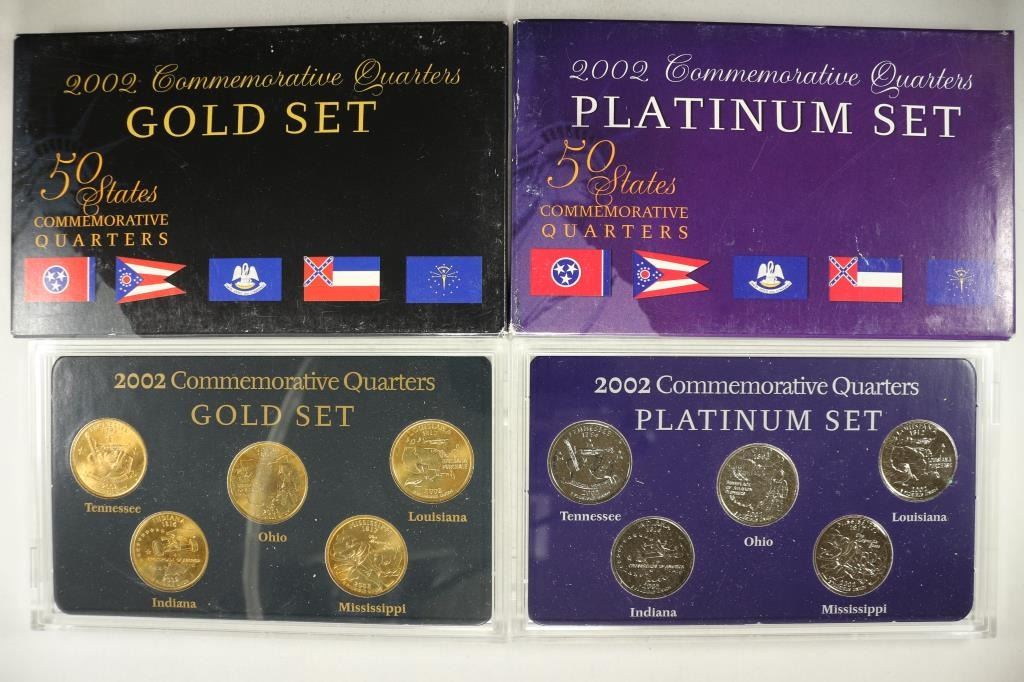 2002 Commemorative Quarters
GOLD SET
50 States
COMMEMORATIVE
QUARTERS
2002 Commemorative Quarters
PLATINUM SET
50 States
COMMEMORATIVE
QUARTERS
2002 Commemorative Quarters
GOLD SET
Tennessee
Ohio
Louisiana
Indiana
Mississippi
2002 Commemorative Quarters
PLATINUM SET
Tennessee
Ohio
Louisiana
Indiana
Mississippi